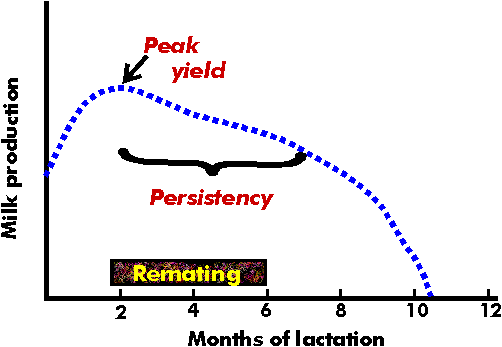 Peak
yield
Milk production
Persistency
Remating
2 4 6 8 10 12
Months of lactation